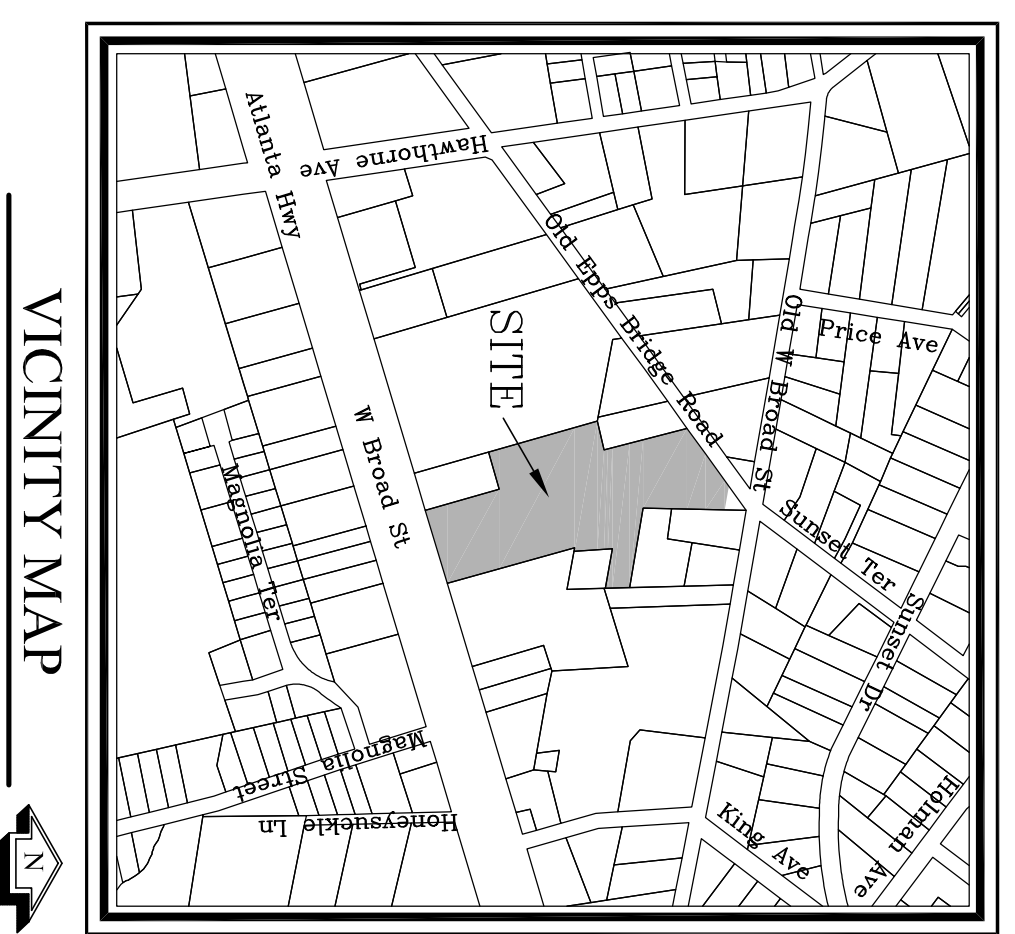 VICINITY MAP
N
SITE
Atlanta Hwy
Hawthorne Ave
Old Epps Bridge Road
Old W Broad St
Price Ave
W Broad St
Magnolia Ter
Sunset Ter
Sunset Dr
Magnolia Street
Honeysuckle Ln
King Ave
Holman Ave